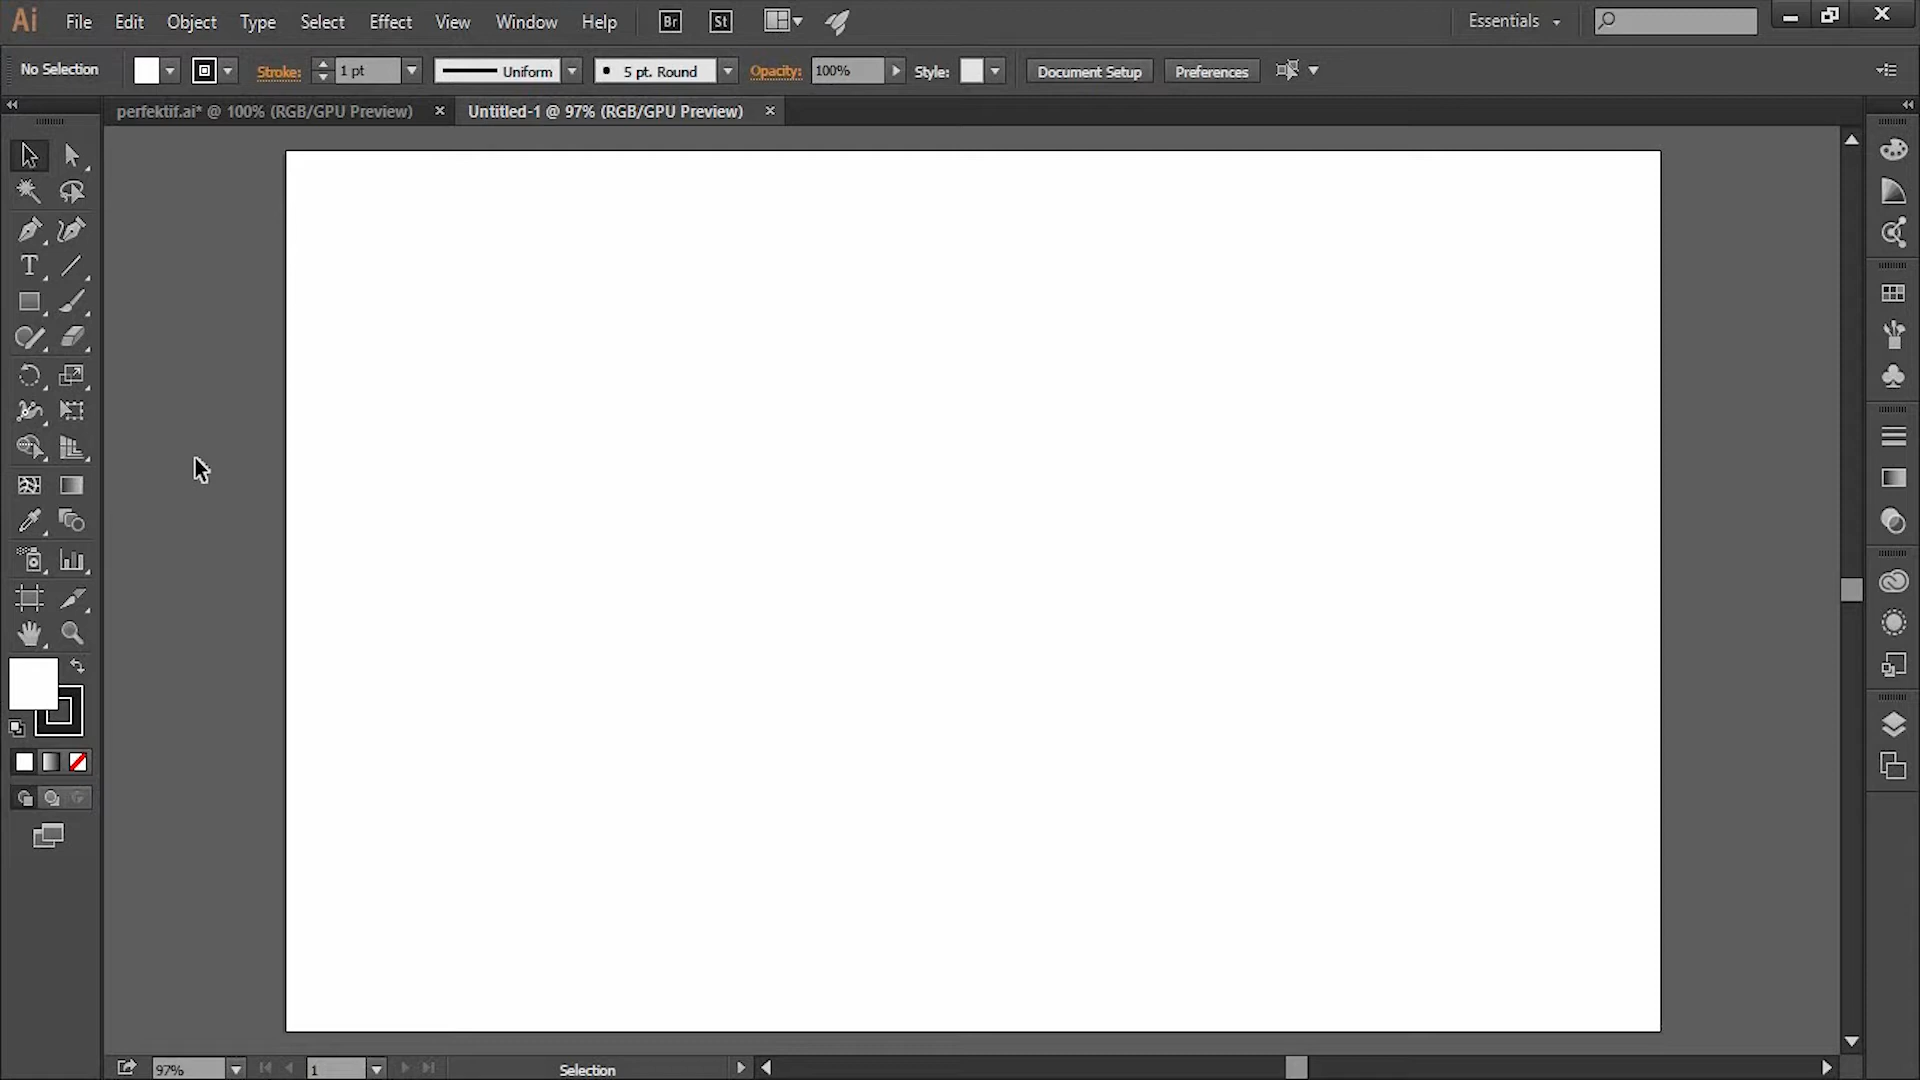 Ai File Edit Object Type Select Effect View Window Help Br St Essentials
No Selection Stroke: 1 pt Uniform 5 pt. Round Opacity: 100% Style: Document Setup Preferences
perfektif.ai* @ 100% (RGB/GPU Preview) Untitled-1 @ 97% (RGB/GPU Preview)
97% 1 Selection